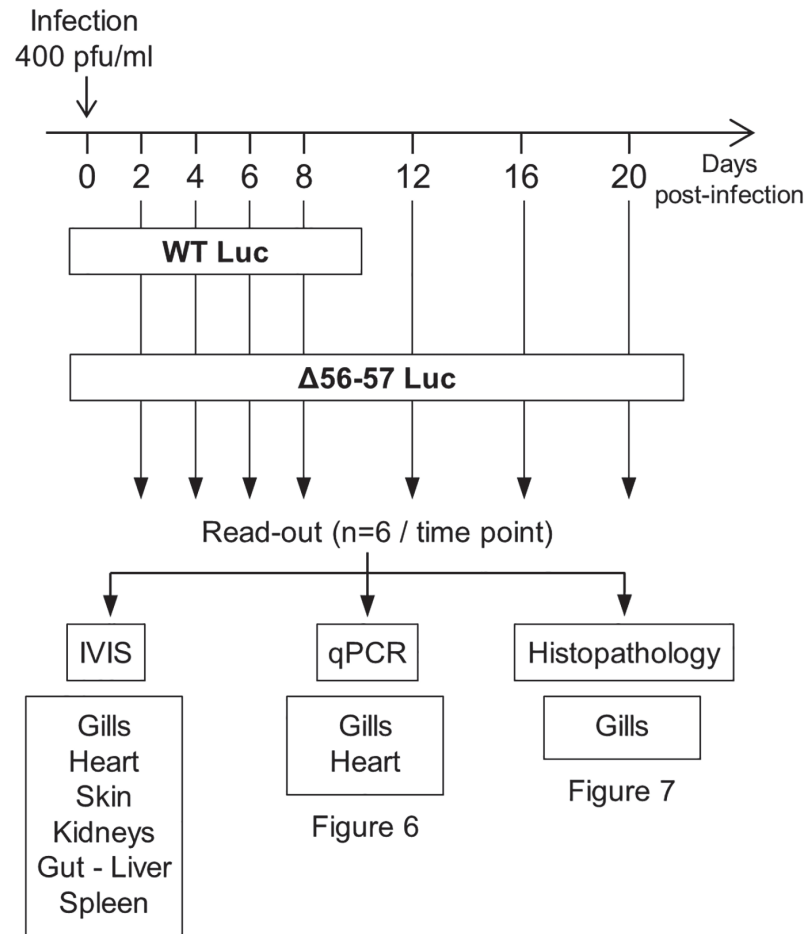 Infection
400 pfu/ml
0 2 4 6 8 12 16 20
Days
post-infection
WT Luc
Δ56-57 Luc
Read-out (n=6 / time point)
IVIS
Gills
Heart
Skin
Kidneys
Gut - Liver
Spleen
qPCR
Gills
Heart
Figure 6
Histopathology
Gills
Figure 7